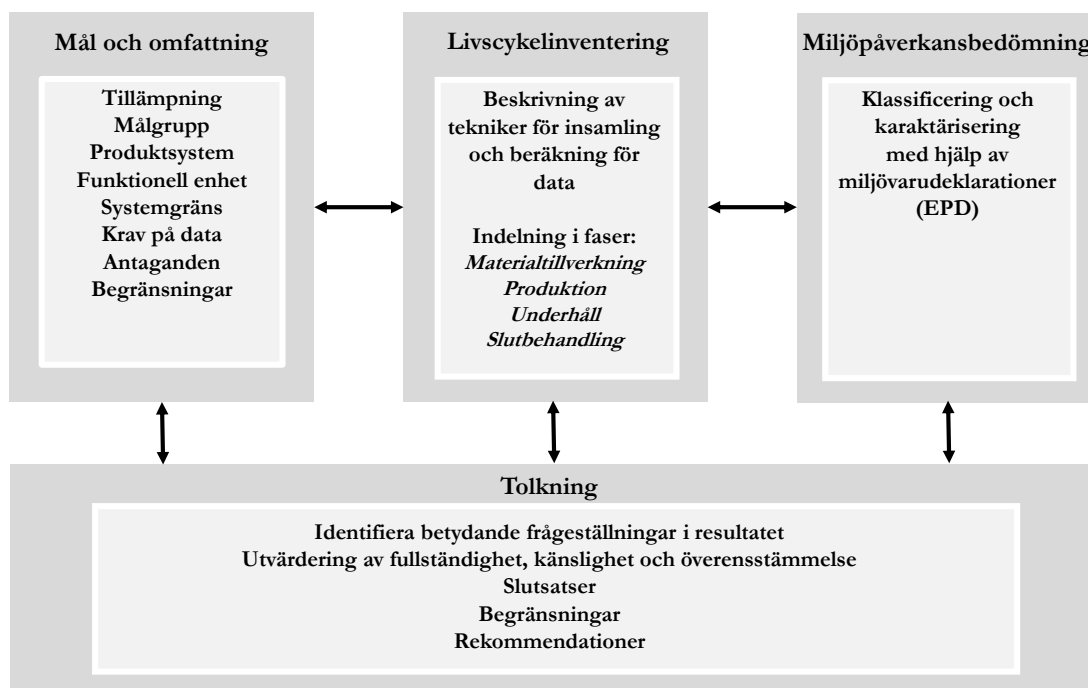 Mål och omfattning
Tillämpning
Målgrupp
Produktsystem
Funktionell enhet
Systemgräns
Krav på data
Antaganden
Begränsningar
Livscykelinventering
Beskrivning av
tekniker för insamling
och beräkning för
data
Indelning i faser:
Materialtillverkning
Produktion
Underhåll
Slutbehandling
Miljöpåverkansbedömning
Klassificering och
karaktärisering
med hjälp av
miljövarudeklarationer
(EPD)
Tolkning
Identifiera betydande frågeställningar i resultatet
Utvärdering av fullständighet, känslighet och överensstämmelse
Slutsatser
Begränsningar
Rekommendationer